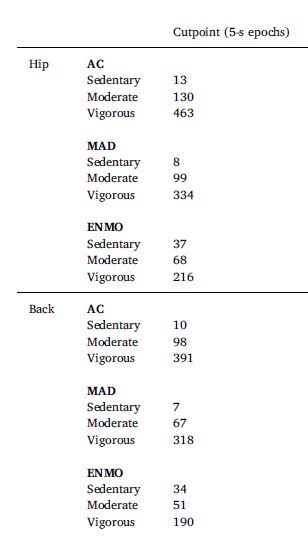 Cutpoint (5-s epochs)
Hip AC
Sedentary 13
Moderate 130
Vigorous 463
MAD
Sedentary 8
Moderate 99
Vigorous 334
ENMO
Sedentary 37
Moderate 68
Vigorous 216
Back AC
Sedentary 10
Moderate 98
Vigorous 391
MAD
Sedentary 7
Moderate 67
Vigorous 318
ENMO
Sedentary 34
Moderate 51
Vigorous 190